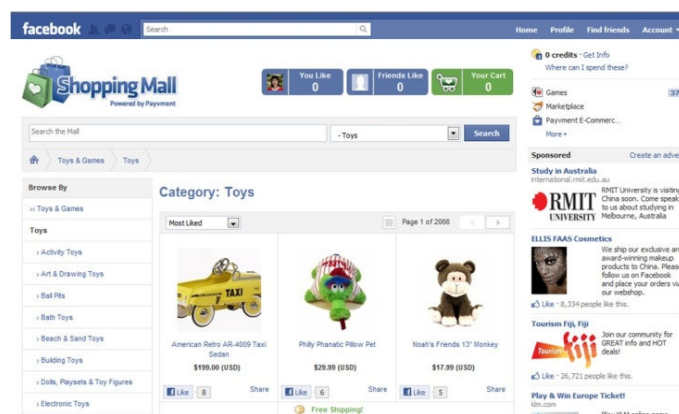 facebook
Search
Home Profile Find friends Account
Shopping Mall
Powered by Payvment
You Like
0
Friends Like
0
Your Cart
0
0 credits · Get Info
Where can I spend these?
Games
37
Marketplace
Payvment E-Commerc...
More
Search the Mall
- Toys
Search
Toys & Games
Toys
Sponsored
Create an adve
Browse By
‹‹ Toys & Games
Toys
› Activity Toys
› Art & Drawing Toys
› Ball Pits
› Bath Toys
› Beach & Sand Toys
› Building Toys
› Dolls, Playsets & Toy Figures
› Electronic Toys
Category: Toys
Most Liked
Page 1 of 2066
TAXI
American Retro AR-4009 Taxi
Sedan
$199.00 (USD)
Like 8
Share
Philly Phanatic Pillow Pet
$29.99 (USD)
Like 6
Share
Free Shipping!
Noah's Friends 13" Monkey
$17.99 (USD)
Like 5
Share
Study in Australia
international.rmit.edu.au
RMIT
UNIVERSITY
RMIT University is visiting
China soon. Come speak
to us about studying in
Melbourne, Australia
ELLIS FAAS Cosmetics
We ship our exclusive an
award-winning makeup
products to China. Please
follow us on Facebook
and place your orders via
our webshop.
Like · 8,334 people like this.
Tourism Fiji, Fiji
Tourism fiji
Join our community for
GREAT info and HOT
deals!
Like · 26,721 people like this.
Play & Win Europe Ticket!
klm.com